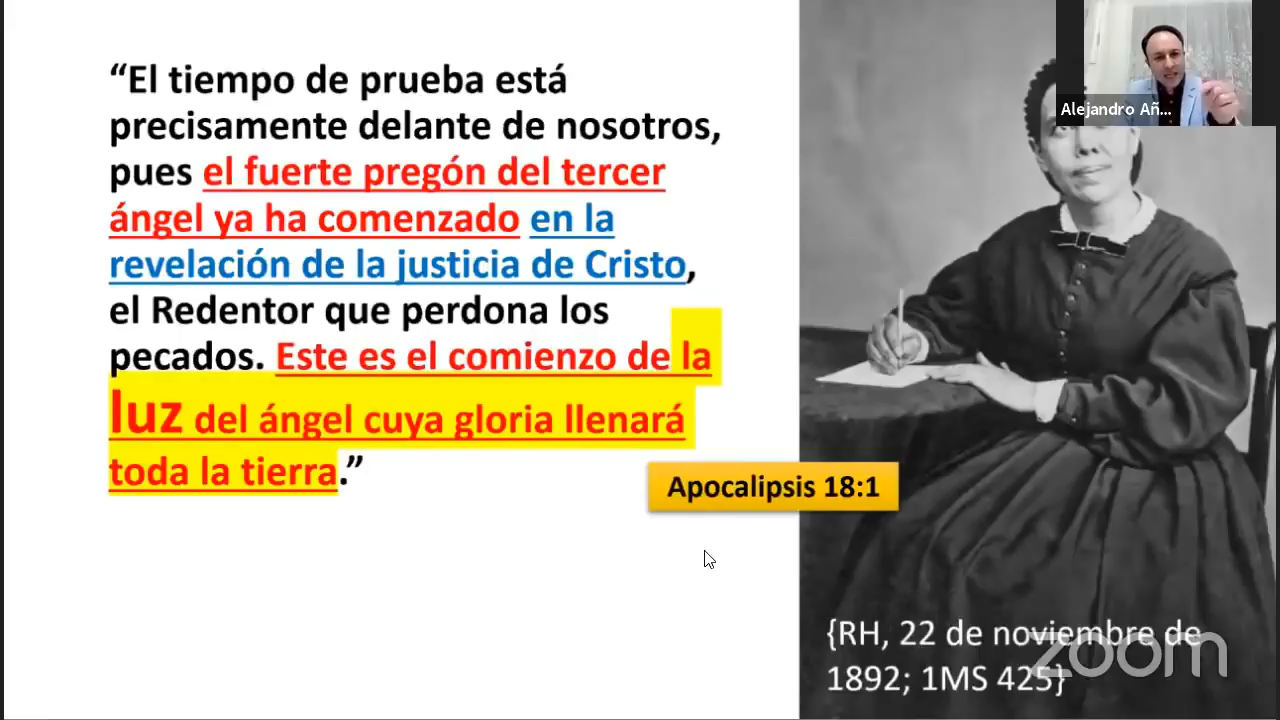 “El tiempo de prueba está
precisamente delante de nosotros,
pues el fuerte pregón del tercer
ángel ya ha comenzado en la
revelación de la justicia de Cristo,
el Redentor que perdona los
pecados. Este es el comienzo de la
luz del ángel cuya gloria llenará
toda la tierra.”
Apocalipsis 18:1
Alejandro Añ...
{RH, 22 de noviembre de
1892; 1MS 425}
zoom